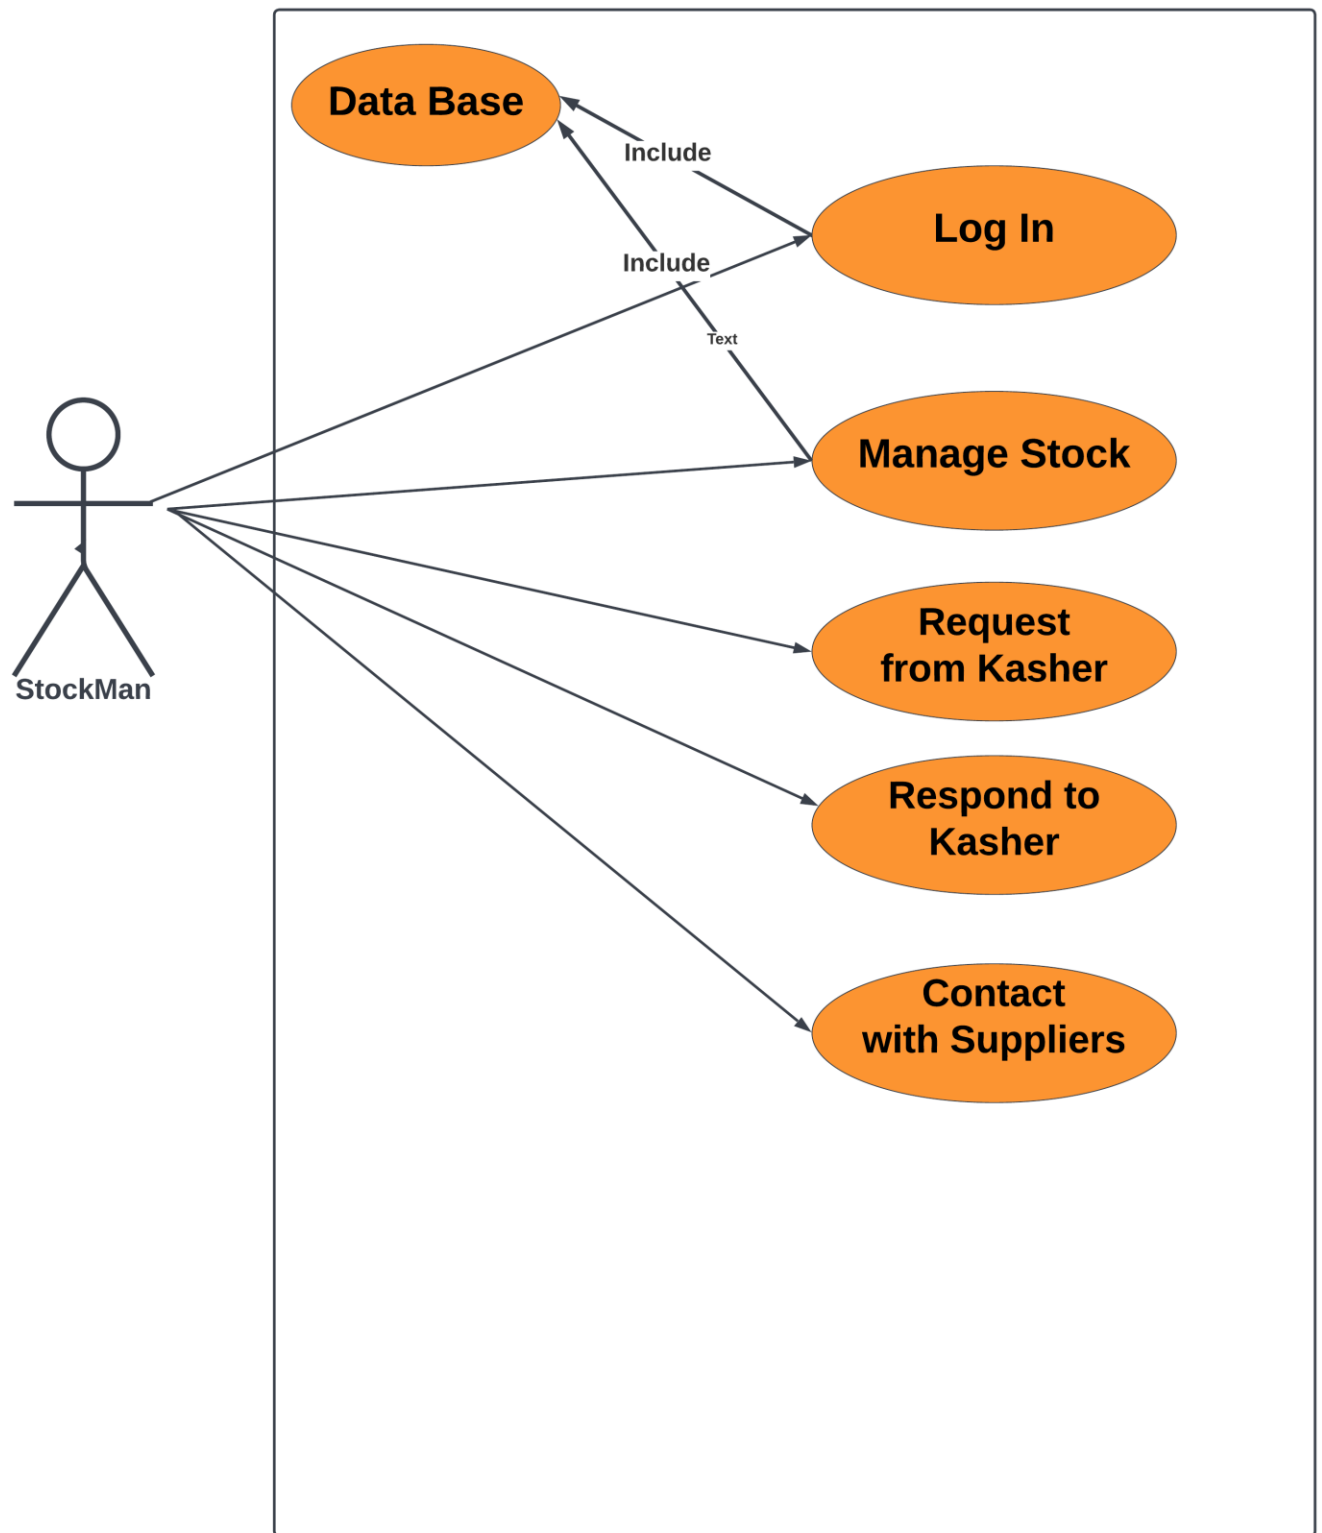 Data Base
Include
Log In
Include
Text
Manage Stock
Request
from Kasher
StockMan
Respond to
Kasher
Contact
with Suppliers